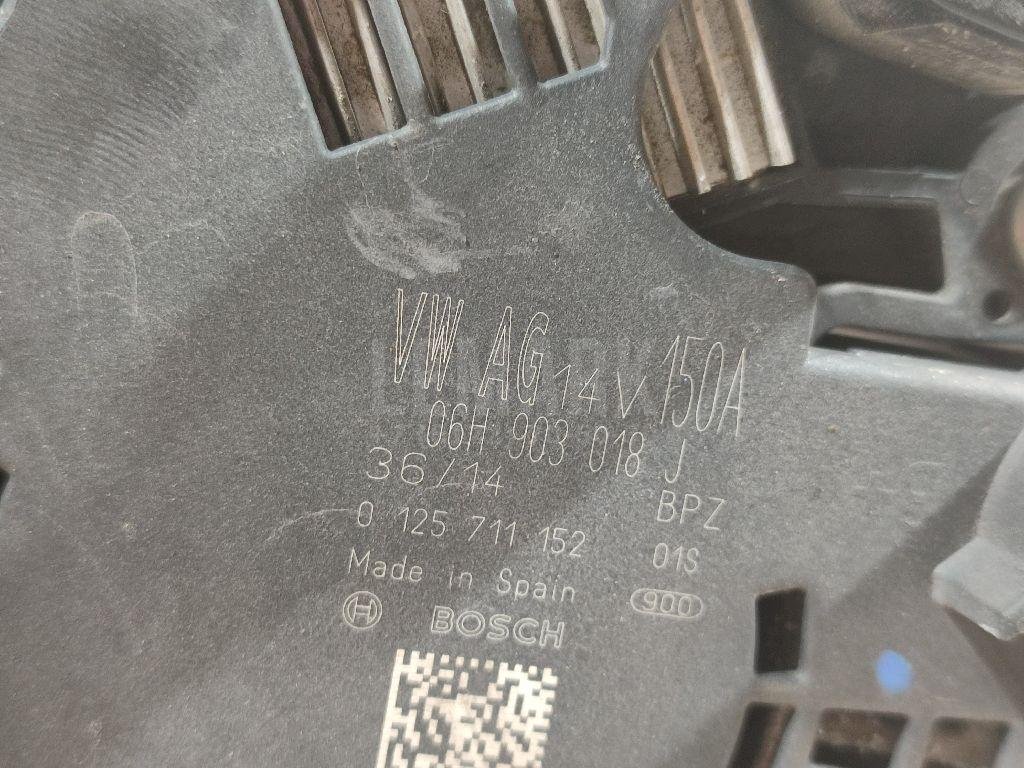 VW AG 14 V 150A
06H 903 018 J
36/14 BPZ
0 125 711 152 01S
Made in Spain 900
H BOSCH